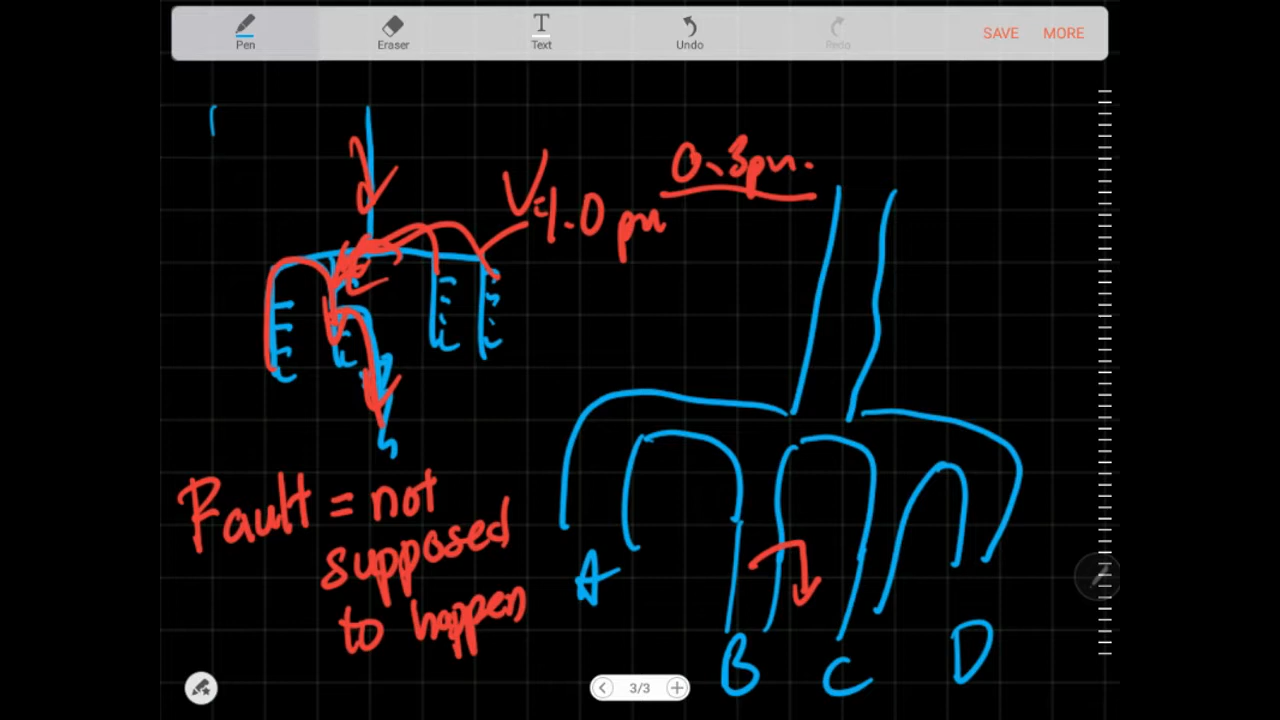 Pen
Eraser
Text
Undo
Redo
SAVE
MORE
0.3pu.
V=1.0 pu
Fault = not
supposed
to happen
A
B
C
D
3/3